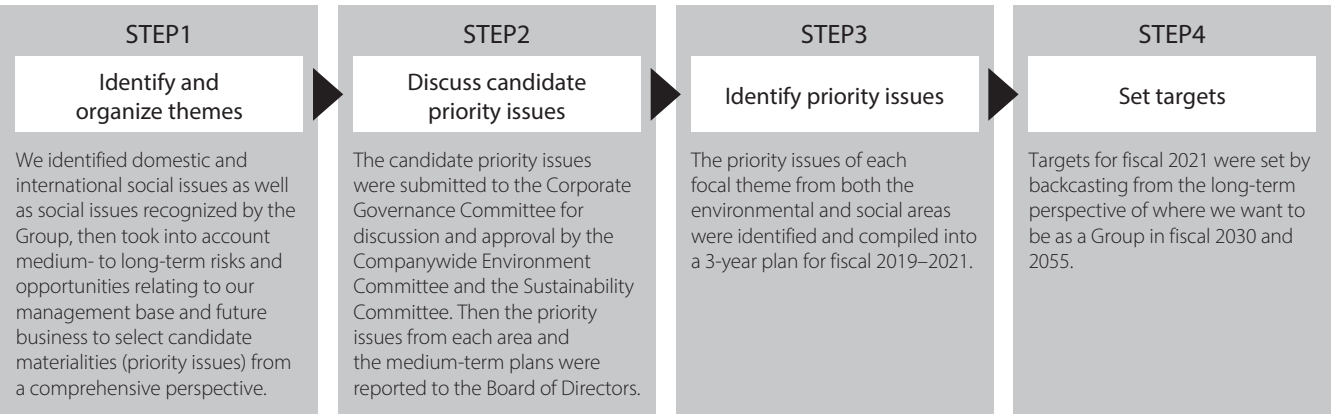 STEP1
Identify and
organize themes
We identified domestic and
international social issues as well
as social issues recognized by the
Group, then took into account
medium- to long-term risks and
opportunities relating to our
management base and future
business to select candidate
materialities (priority issues) from
a comprehensive perspective.
STEP2
Discuss candidate
priority issues
The candidate priority issues
were submitted to the Corporate
Governance Committee for
discussion and approval by the
Companywide Environment
Committee and the Sustainability
Committee. Then the priority
issues from each area and
the medium-term plans were
reported to the Board of Directors.
STEP3
Identify priority issues
The priority issues of each
focal theme from both the
environmental and social areas
were identified and compiled into
a 3-year plan for fiscal 2019–2021.
STEP4
Set targets
Targets for fiscal 2021 were set by
backcasting from the long-term
perspective of where we want to
be as a Group in fiscal 2030 and
2055.